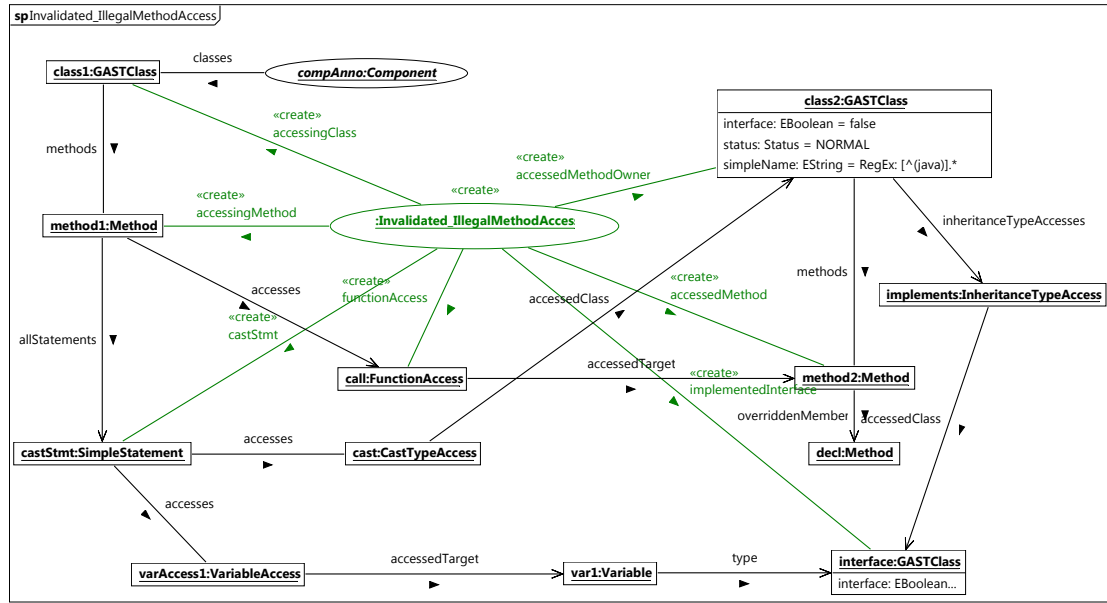 sp Invalidated_IllegalMethodAccess
classes
class1:GASTClass
compAnno:Component
class2:GASTClass
interface: EBoolean = false
status: Status = NORMAL
simpleName: EString = RegEx: [^(java)].*
«create»
accessingClass
methods
«create»
accessedMethodOwner
«create»
accessingMethod
«create»
:Invalidated_IllegalMethodAcces
method1:Method
inheritanceTypeAccesses
«create»
functionAccess
accesses
accessedClass
methods
«create»
accessedMethod
implements:InheritanceTypeAccess
«create»
castStmt
allStatements
accessedTarget
call:FunctionAccess
«create»
implementedInterface
method2:Method
overriddenMember
accessedClass
accesses
castStmt:SimpleStatement
cast:CastTypeAccess
decl:Method
accesses
accessedTarget
type
varAccess1:VariableAccess
var1:Variable
interface:GASTClass
interface: EBoolean...